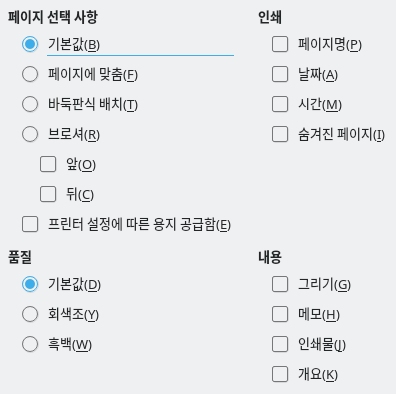 페이지 선택 사항
기본값(B)
페이지에 맞춤(F)
바둑판식 배치(T)
브로셔(R)
앞(O)
뒤(C)
프린터 설정에 따른 용지 공급함(E)
인쇄
페이지명(P)
날짜(A)
시간(M)
숨겨진 페이지(I)
품질
기본값(D)
회색조(Y)
흑백(W)
내용
그리기(G)
메모(H)
인쇄물(J)
개요(K)